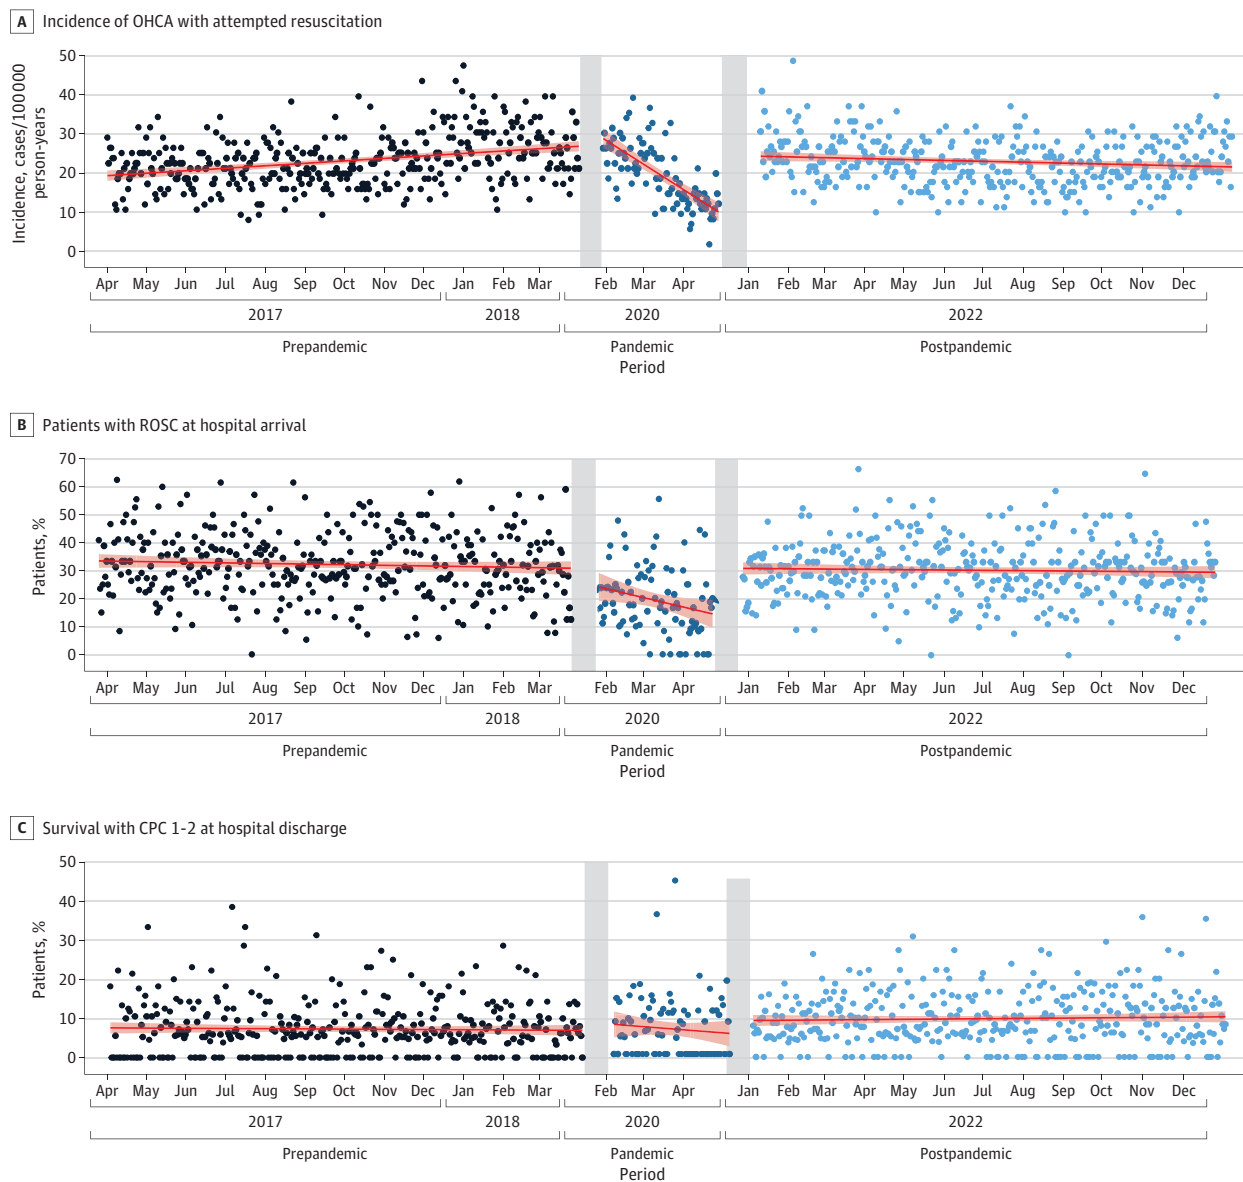 A Incidence of OHCA with attempted resuscitation
Incidence, cases/100000
person-years
50
40
30
20
10
0
Apr May Jun Jul Aug Sep Oct Nov Dec Jan Feb Mar Feb Mar Apr Jan Feb Mar Apr May Jun Jul Aug Sep Oct Nov Dec
2017 2018 2020 2022
Prepandemic Pandemic Postpandemic
Period
B Patients with ROSC at hospital arrival
Patients, %
70
60
50
40
30
20
10
0
Apr May Jun Jul Aug Sep Oct Nov Dec Jan Feb Mar Feb Mar Apr Jan Feb Mar Apr May Jun Jul Aug Sep Oct Nov Dec
2017 2018 2020 2022
Prepandemic Pandemic Postpandemic
Period
C Survival with CPC 1-2 at hospital discharge
Patients, %
50
40
30
20
10
0
Apr May Jun Jul Aug Sep Oct Nov Dec Jan Feb Mar Feb Mar Apr Jan Feb Mar Apr May Jun Jul Aug Sep Oct Nov Dec
2017 2018 2020 2022
Prepandemic Pandemic Postpandemic
Period